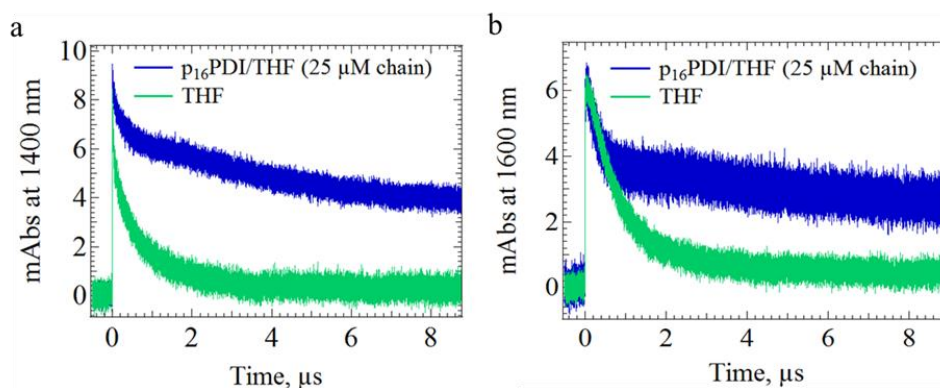 a
mAbs at 1400 nm
10
8
6
4
2
0
p₁₆PDI/THF (25 µM chain)
THF
0 2 4 6 8
Time, µs
b
mAbs at 1600 nm
6
4
2
0
p₁₆PDI/THF (25 µM chain)
THF
0 2 4 6 8
Time, µs